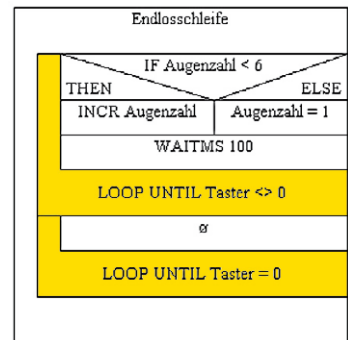 Endlosschleife
IF Augenzahl < 6
THEN ELSE
INCR Augenzahl Augenzahl = 1
WAITMS 100
LOOP UNTIL Taster <> 0
ø
LOOP UNTIL Taster = 0